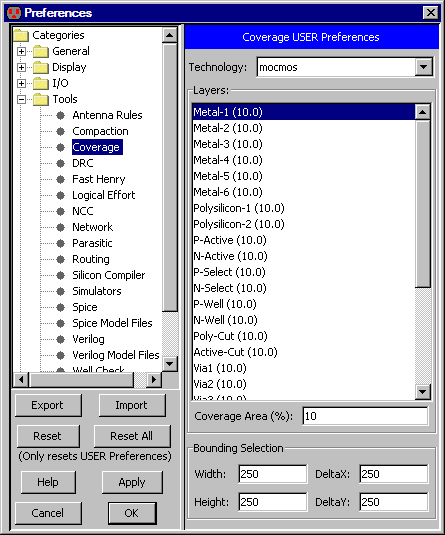 Preferences
Categories
General
Display
I/O
Tools
Antenna Rules
Compaction
Coverage
DRC
Fast Henry
Logical Effort
NCC
Network
Parasitic
Routing
Silicon Compiler
Simulators
Spice
Spice Model Files
Verilog
Verilog Model Files
Well Check
Export Import
Reset Reset All
(Only resets USER Preferences)
Help Apply
Cancel OK
Coverage USER Preferences
Technology: mocmos
Layers:
Metal-1 (10.0)
Metal-2 (10.0)
Metal-3 (10.0)
Metal-4 (10.0)
Metal-5 (10.0)
Metal-6 (10.0)
Polysilicon-1 (10.0)
Polysilicon-2 (10.0)
P-Active (10.0)
N-Active (10.0)
P-Select (10.0)
N-Select (10.0)
P-Well (10.0)
N-Well (10.0)
Poly-Cut (10.0)
Active-Cut (10.0)
Via1 (10.0)
Via2 (10.0)
Via3 (10.0)
Coverage Area (%): 10
Bounding Selection
Width: 250 DeltaX: 250
Height: 250 DeltaY: 250